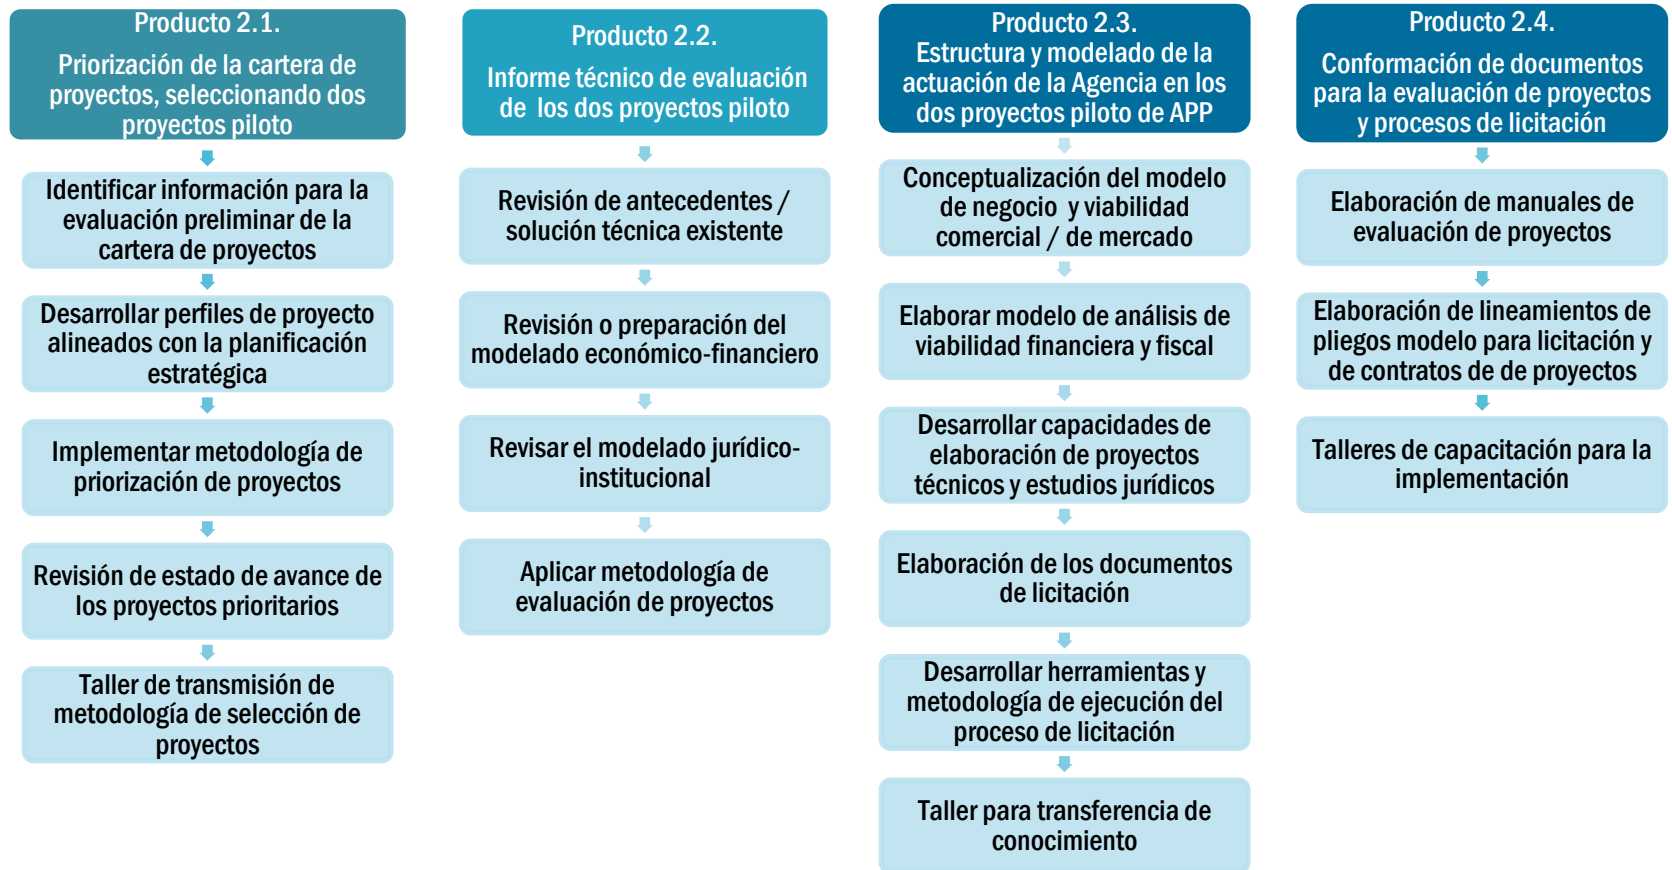 Producto 2.1.
Priorización de la cartera de
proyectos, seleccionando dos
proyectos piloto
Identificar información para la
evaluación preliminar de la
cartera de proyectos
Desarrollar perfiles de proyecto
alineados con la planificación
estratégica
Implementar metodología de
priorización de proyectos
Revisión de estado de avance de
los proyectos prioritarios
Taller de transmisión de
metodología de selección de
proyectos
Producto 2.2.
Informe técnico de evaluación
de los dos proyectos piloto
Revisión de antecedentes /
solución técnica existente
Revisión o preparación del
modelado económico-financiero
Revisar el modelado jurídico-
institucional
Aplicar metodología de
evaluación de proyectos
Producto 2.3.
Estructura y modelado de la
actuación de la Agencia en los
dos proyectos piloto de APP
Conceptualización del modelo
de negocio y viabilidad
comercial / de mercado
Elaborar modelo de análisis de
viabilidad financiera y fiscal
Desarrollar capacidades de
elaboración de proyectos
técnicos y estudios jurídicos
Elaboración de los documentos
de licitación
Desarrollar herramientas y
metodología de ejecución del
proceso de licitación
Taller para transferencia de
conocimiento
Producto 2.4.
Conformación de documentos
para la evaluación de proyectos
y procesos de licitación
Elaboración de manuales de
evaluación de proyectos
Elaboración de lineamientos de
pliegos modelo para licitación y
de contratos de de proyectos
Talleres de capacitación para la
implementación